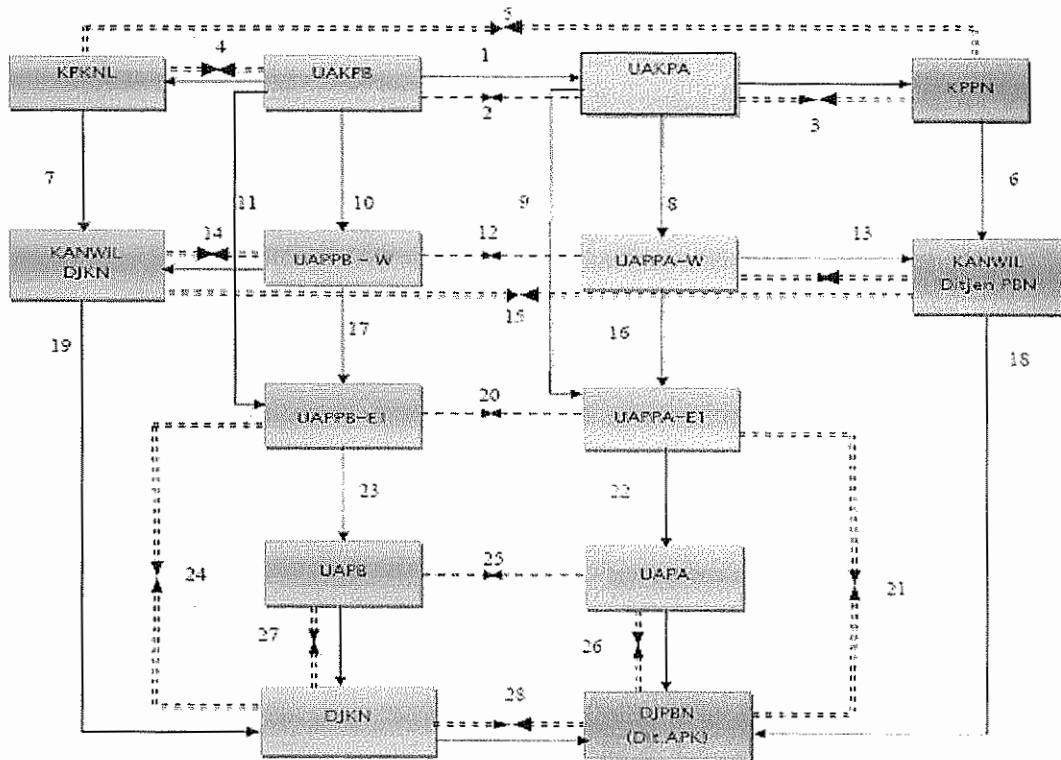 5
4
1
KPKNL
UAKPB
UAKPA
KPPN
2
3
7
11
10
9
8
6
14
12
13
KANWIL
DJKN
UAPPB - W
UAPPA-W
KANWIL
Ditjen PBN
15
19
17
16
18
20
UAPPB-E1
UAPPA-E1
23
22
24
UAPB
25
UAPA
21
27
26
28
DJKN
DJPBN
(Dit.APK)